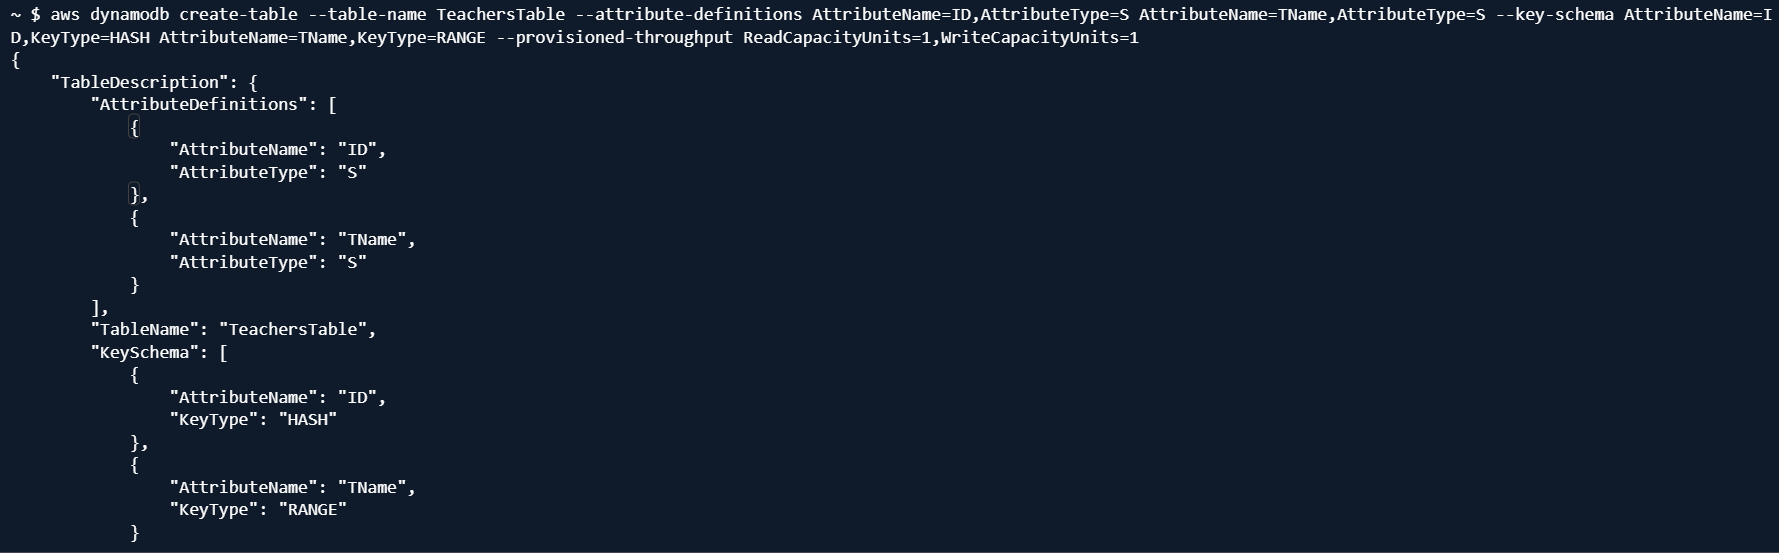 ~ $ aws dynamodb create-table --table-name TeachersTable --attribute-definitions AttributeName=ID,AttributeType=S AttributeName=TName,AttributeType=S --key-schema AttributeName=I
D,KeyType=HASH AttributeName=TName,KeyType=RANGE --provisioned-throughput ReadCapacityUnits=1,WriteCapacityUnits=1
{
    "TableDescription": {
        "AttributeDefinitions": [
            {
                "AttributeName": "ID",
                "AttributeType": "S"
            },
            {
                "AttributeName": "TName",
                "AttributeType": "S"
            }
        ],
        "TableName": "TeachersTable",
        "KeySchema": [
            {
                "AttributeName": "ID",
                "KeyType": "HASH"
            },
            {
                "AttributeName": "TName",
                "KeyType": "RANGE"
            }